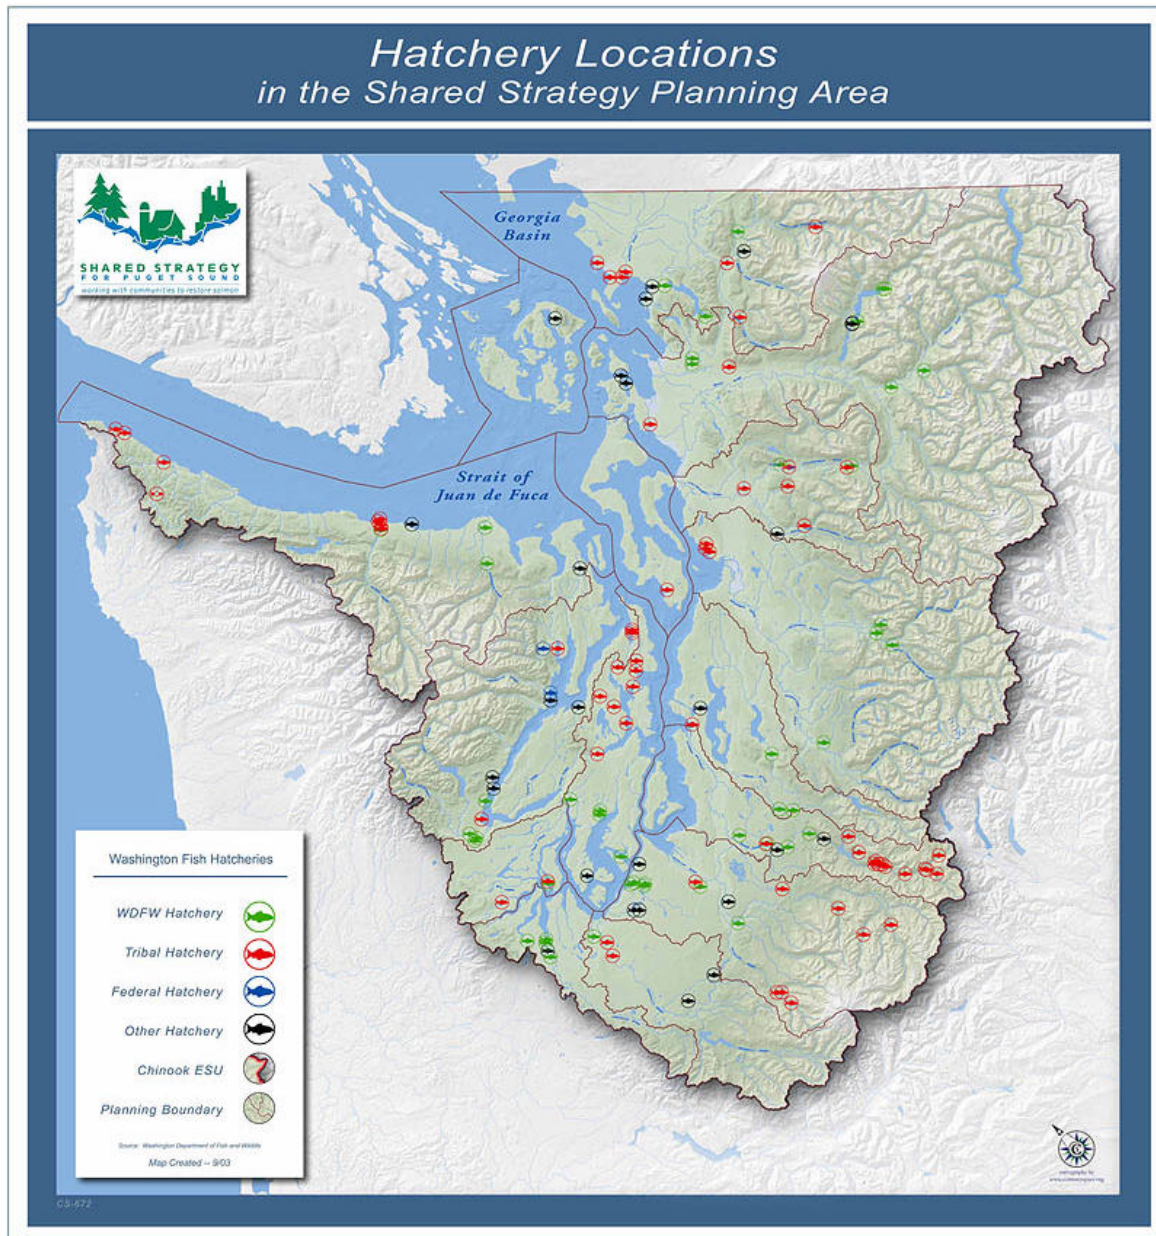 Hatchery Locations
in the Shared Strategy Planning Area
SHARED STRATEGY
FOR PUGET SOUND
working with communities to restore salmon
Georgia
Basin
Strait of
Juan de Fuca
Washington Fish Hatcheries
WDFW Hatchery
Tribal Hatchery
Federal Hatchery
Other Hatchery
Chinook ESU
Planning Boundary
Source: Washington Department of Fish and Wildlife
Map Created -- 9/03
cartography by
CS-672